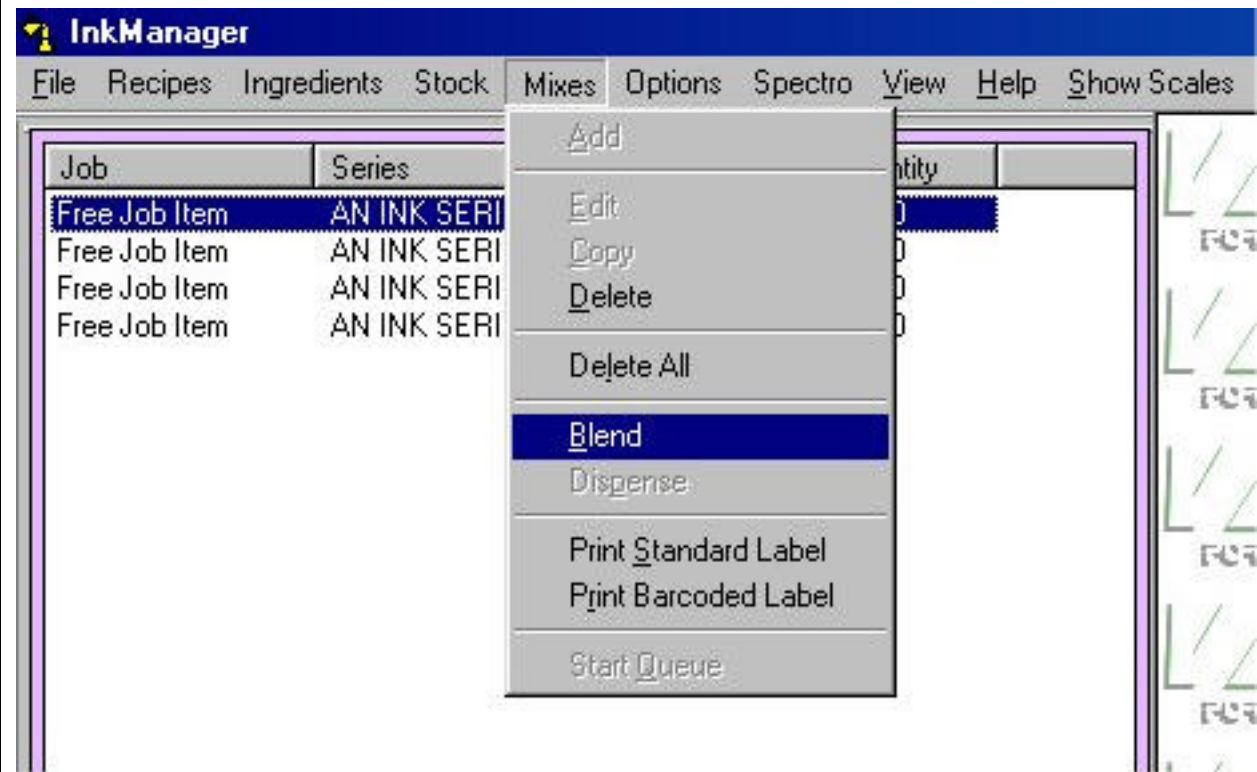 InkManager
File Recipes Ingredients Stock Mixes Options Spectro View Help Show Scales
Job Series
Free Job Item AN INK SERI
Free Job Item AN INK SERI
Free Job Item AN INK SERI
Free Job Item AN INK SERI
Add
Edit
Copy
Delete
Delete All
Blend
Dispense
Print Standard Label
Print Barcoded Label
Start Queue